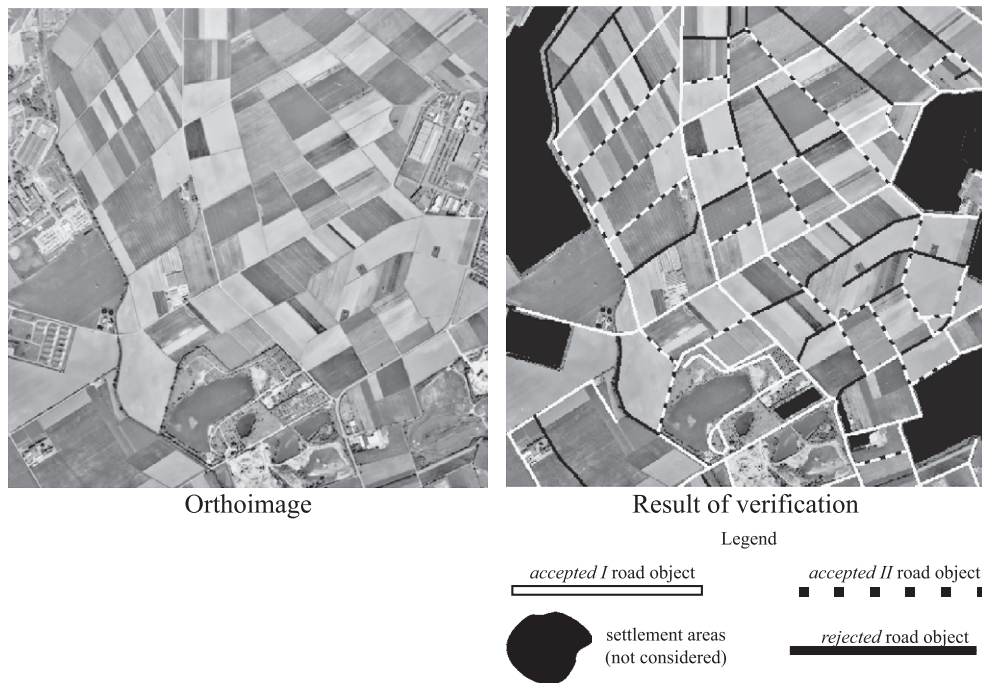 Orthoimage
Result of verification
Legend
accepted I road object
accepted II road object
settlement areas
(not considered)
rejected road object